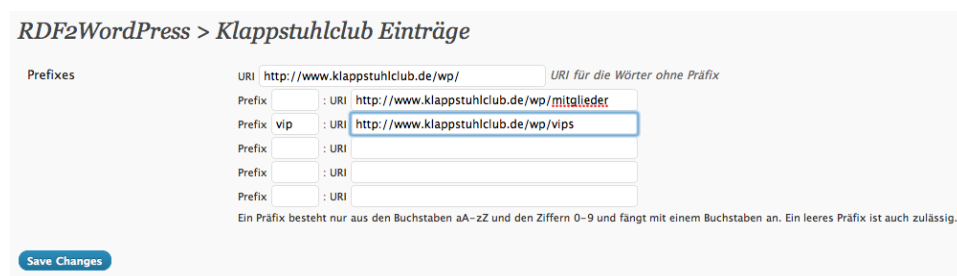 RDF2WordPress > Klappstuhlclub Einträge
Prefixes URI http://www.klappstuhlclub.de/wp/ URI für die Wörter ohne Präfix
Prefix : URI http://www.klappstuhlclub.de/wp/mitglieder
Prefix vip : URI http://www.klappstuhlclub.de/wp/vips
Prefix : URI
Prefix : URI
Prefix : URI
Ein Präfix besteht nur aus den Buchstaben aA-zZ und den Ziffern 0-9 und fängt mit einem Buchstaben an. Ein leeres Präfix ist auch zulässig.
Save Changes